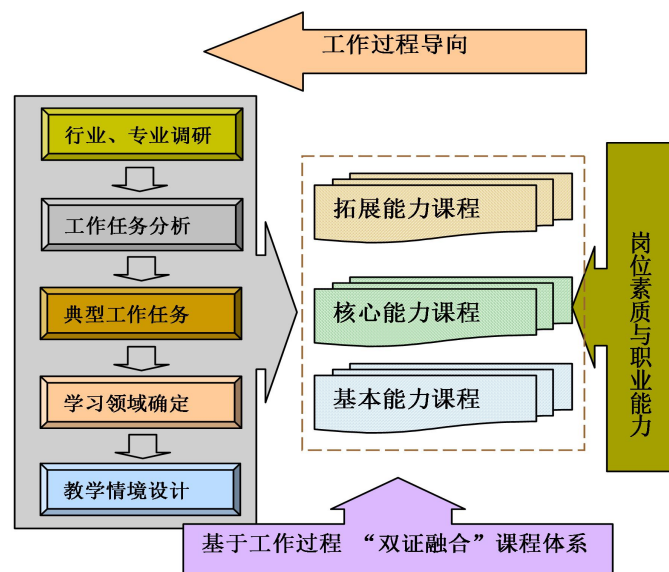 工作过程导向
行业、专业调研
工作任务分析
典型工作任务
学习领域确定
教学情境设计
拓展能力课程
核心能力课程
基本能力课程
岗位素质与职业能力
基于工作过程 “双证融合”课程体系